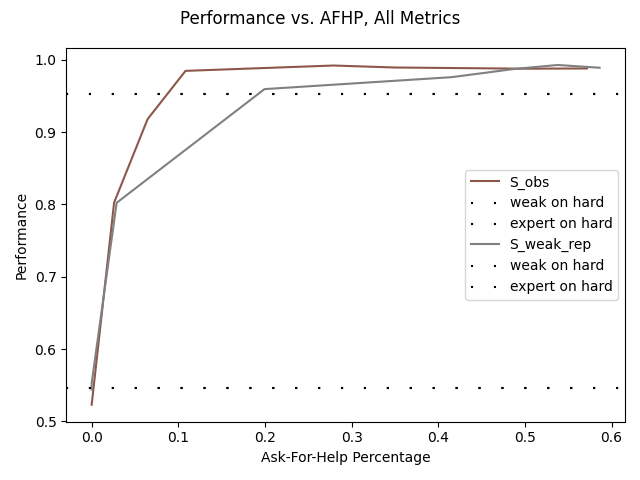 Performance vs. AFHP, All Metrics
1.0
0.9
0.8
0.7
0.6
0.5
Performance
S_obs
weak on hard
expert on hard
S_weak_rep
weak on hard
expert on hard
0.0 0.1 0.2 0.3 0.4 0.5 0.6
Ask-For-Help Percentage